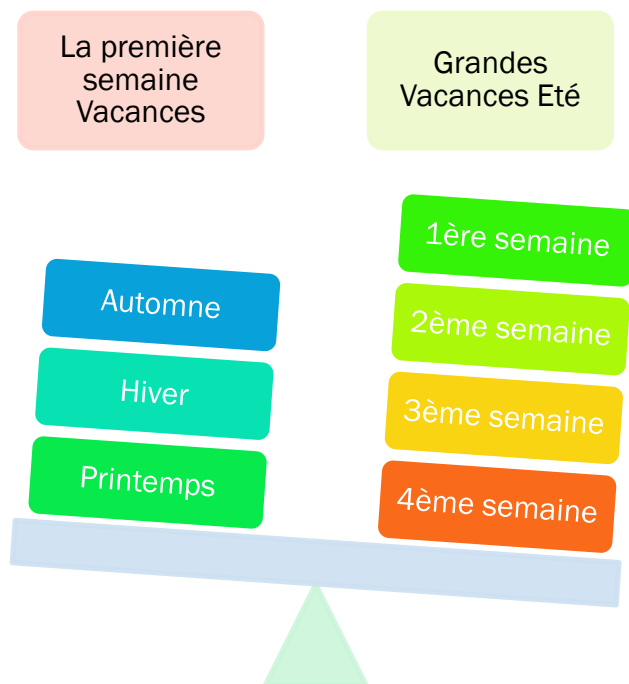 La première
semaine
Vacances
Grandes
Vacances Eté
Automne
Hiver
Printemps
1ère semaine
2ème semaine
3ème semaine
4ème semaine